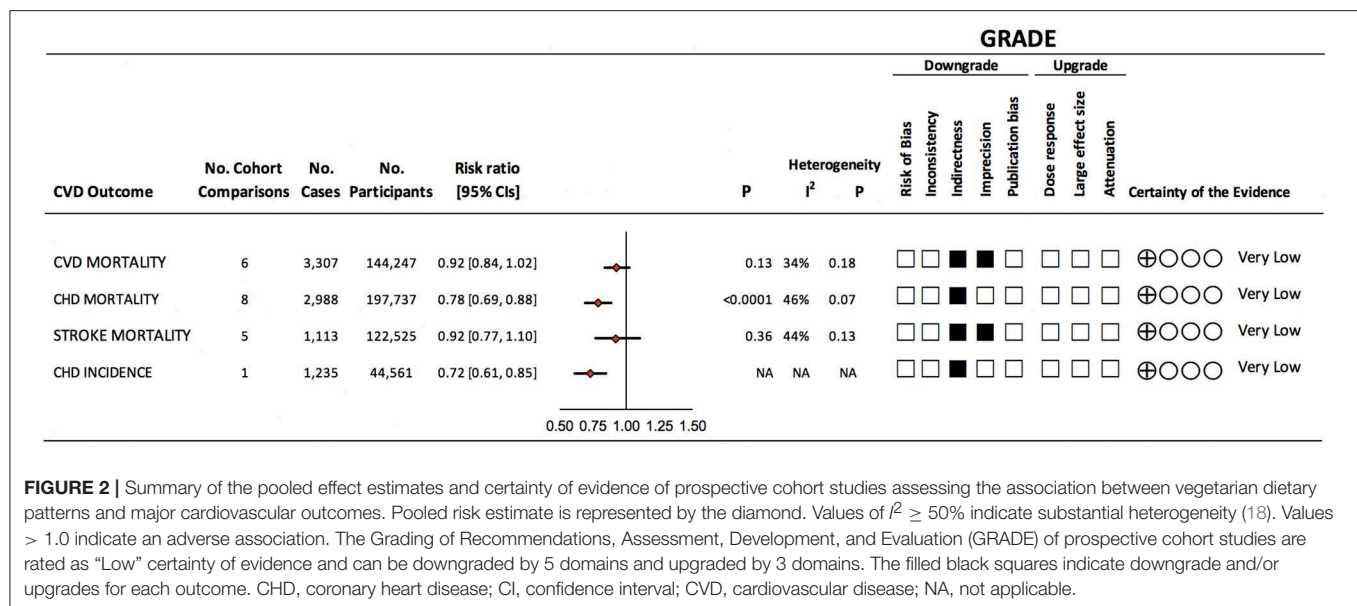 GRADE
Downgrade Upgrade
Risk of Bias
Inconsistency
Indirectness
Imprecision
Publication bias
Dose response
Large effect size
Attenuation
No. Cohort No. No. Risk ratio Heterogeneity
CVD Outcome Comparisons Cases Participants [95% CIs] P I² P Certainty of the Evidence
CVD MORTALITY 6 3,307 144,247 0.92 [0.84, 1.02] 0.13 34% 0.18 Very Low
CHD MORTALITY 8 2,988 197,737 0.78 [0.69, 0.88] <0.0001 46% 0.07 Very Low
STROKE MORTALITY 5 1,113 122,525 0.92 [0.77, 1.10] 0.36 44% 0.13 Very Low
CHD INCIDENCE 1 1,235 44,561 0.72 [0.61, 0.85] NA NA NA Very Low
0.50 0.75 1.00 1.25 1.50
FIGURE 2 | Summary of the pooled effect estimates and certainty of evidence of prospective cohort studies assessing the association between vegetarian dietary
patterns and major cardiovascular outcomes. Pooled risk estimate is represented by the diamond. Values of I² ≥ 50% indicate substantial heterogeneity (18). Values
> 1.0 indicate an adverse association. The Grading of Recommendations, Assessment, Development, and Evaluation (GRADE) of prospective cohort studies are
rated as “Low” certainty of evidence and can be downgraded by 5 domains and upgraded by 3 domains. The filled black squares indicate downgrade and/or
upgrades for each outcome. CHD, coronary heart disease; CI, confidence interval; CVD, cardiovascular disease; NA, not applicable.